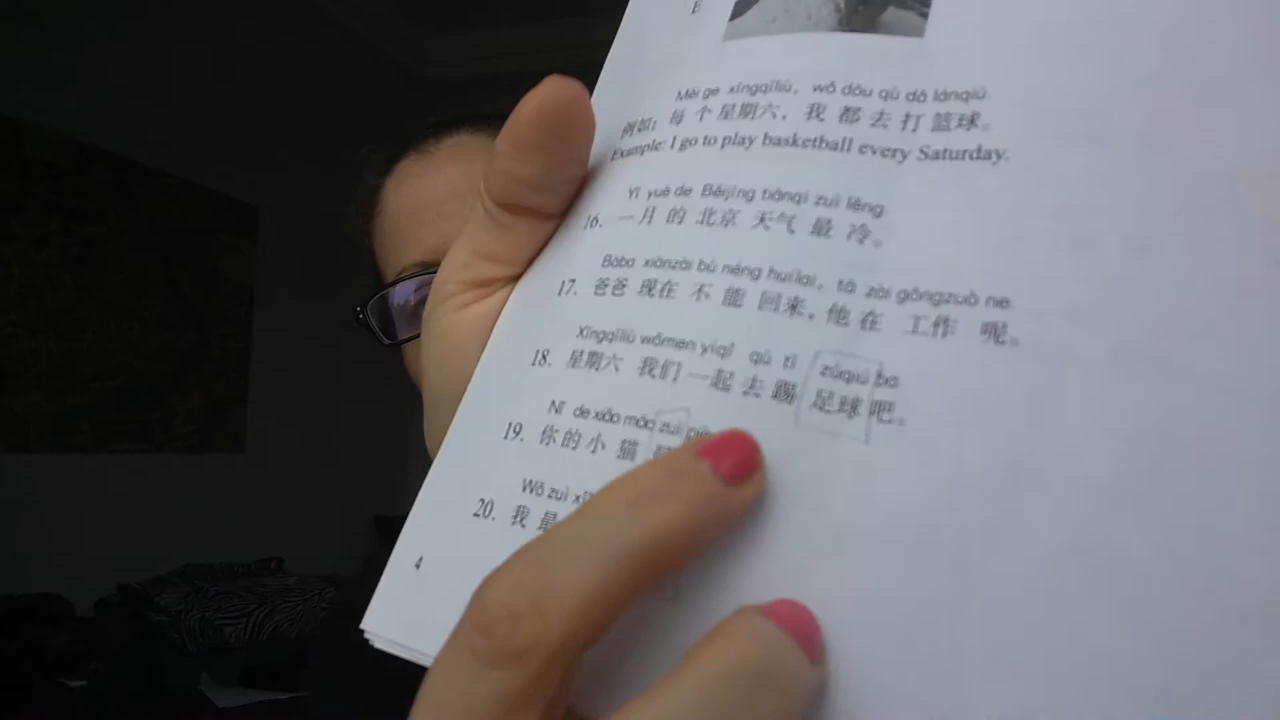 E
Měi ge xīngqīliù, wǒ dōu qù dǎ lánqiú.
例如: 每 个 星期六, 我 都 去 打 篮球。
Example: I go to play basketball every Saturday.
Yī yuè de Běijīng tiānqì zuì lěng.
16. 一月 的 北京 天气 最 冷。
Bàba xiànzài bù néng huílai, tā zài gōngzuò ne.
17. 爸爸 现在 不 能 回来, 他 在 工作 呢。
Xīngqīliù wǒmen yìqǐ qù tī zúqiú ba
18. 星期六 我们 一起 去 踢 足球 吧。
Nǐ de xiǎo māo zuì
19. 你 的 小 猫
Wǒ zuì
20. 我 最
4